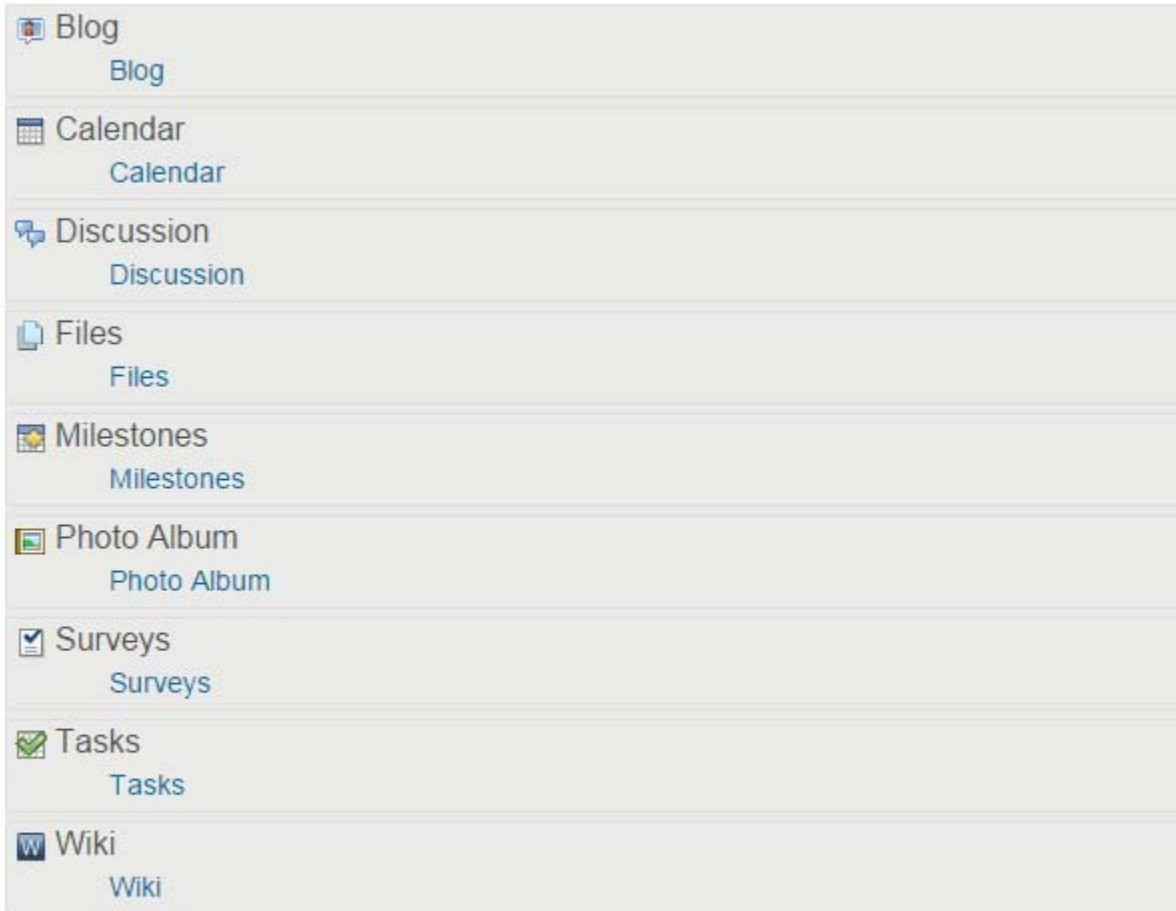 Blog
Blog
Calendar
Calendar
Discussion
Discussion
Files
Files
Milestones
Milestones
Photo Album
Photo Album
Surveys
Surveys
Tasks
Tasks
W Wiki
Wiki